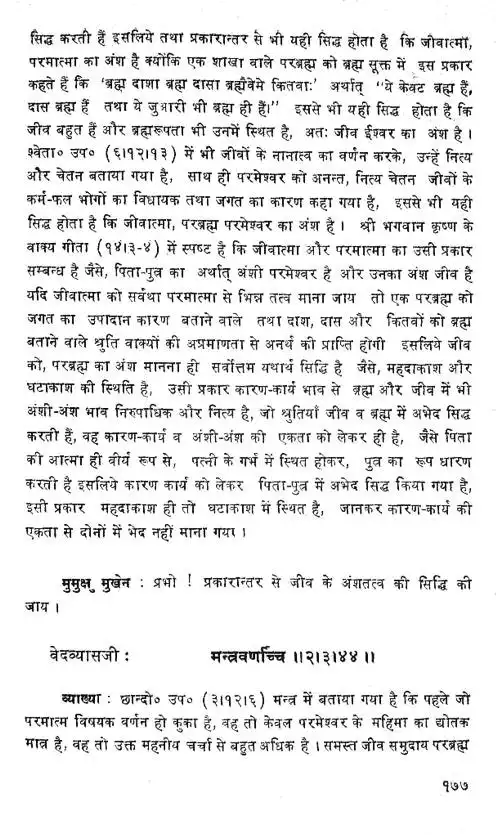 सिद्ध करती हैं इसलिये तथा प्रकारान्तर से भी यही सिद्ध होता है कि जीवात्मा,
परमात्मा का अंश है क्योंकि एक शाखा वाले परब्रह्म को ब्रह्म सूक्त में इस प्रकार
कहते हैं कि 'ब्रह्म दाशा ब्रह्म दासा ब्रह्मैवेमे कितवाः' अर्थात् "ये केवट ब्रह्म हैं,
दास ब्रह्म हैं तथा ये जुआरी भी ब्रह्म ही हैं।" इससे भी यही सिद्ध होता है कि
जीव बहुत हैं और ब्रह्मरूपता भी उनमें स्थित है, अतः जीव ईश्वर का अंश है ।
श्वेता० उप० (६।१२।१३) में भी जीवों के नानात्व का वर्णन करके, उन्हें नित्य
और चेतन बताया गया है, साथ ही परमेश्वर को अनन्त, नित्य चेतन जीवों के
कर्म-फल भोगों का विधायक तथा जगत का कारण कहा गया है, इससे भी यही
सिद्ध होता है कि जीवात्मा, परब्रह्म परमेश्वर का अंश है । श्री भगवान कृष्ण के
वाक्य गीता (१४।३-४) में स्पष्ट है कि जीवात्मा और परमात्मा का उसी प्रकार
सम्बन्ध है जैसे, पिता-पुत्र का अर्थात् अंशी परमेश्वर है और उनका अंश जीव है
यदि जीवात्मा को सर्वथा परमात्मा से भिन्न तत्व माना जाय तो एक परब्रह्म को
जगत का उपादान कारण बताने वाले तथा दाश, दास और कितवों को ब्रह्म
बताने वाले श्रुति वाक्यों की अप्रमाणता से अनर्थ की प्राप्ति होगी इसलिये जीव
को, परब्रह्म का अंश मानना ही सर्वोत्तम यथार्थ सिद्धि है जैसे, महदाकाश और
घटाकाश की स्थिति है, उसी प्रकार कारण-कार्य भाव से ब्रह्म और जीव में भी
अंशी-अंश भाव निरुपाधिक और नित्य है, जो श्रुतियाँ जीव व ब्रह्म में अभेद सिद्ध
करती हैं, वह कारण-कार्य व अंशी-अंश की एकता को लेकर ही है, जैसे पिता
की आत्मा ही वीर्य रूप से, पत्नी के गर्भ में स्थित होकर, पुत्र का रूप धारण
करती है इसलिये कारण कार्य को लेकर पिता-पुत्र में अभेद सिद्ध किया गया है,
इसी प्रकार महदाकाश ही तो घटाकाश में स्थित है, जानकर कारण-कार्य की
एकता से दोनों में भेद नहीं माना गया ।
मुमुक्षु मुखेन : प्रभो ! प्रकारान्तर से जीव के अंशतत्व की सिद्धि की
जाय ।
वेदव्यासजी : मन्त्रवर्णाच्चि ॥२।३।४४॥
व्याख्या : छान्दो० उप० (३।१२।६) मन्त्र में बताया गया है कि पहले जो
परमात्म विषयक वर्णन हो कुका है, वह तो केवल परमेश्वर के महिमा का द्योतक
मात्र है, वह तो उक्त महनीय चर्चा से बहुत अधिक है । समस्त जीव समुदाय परब्रह्म
१७७